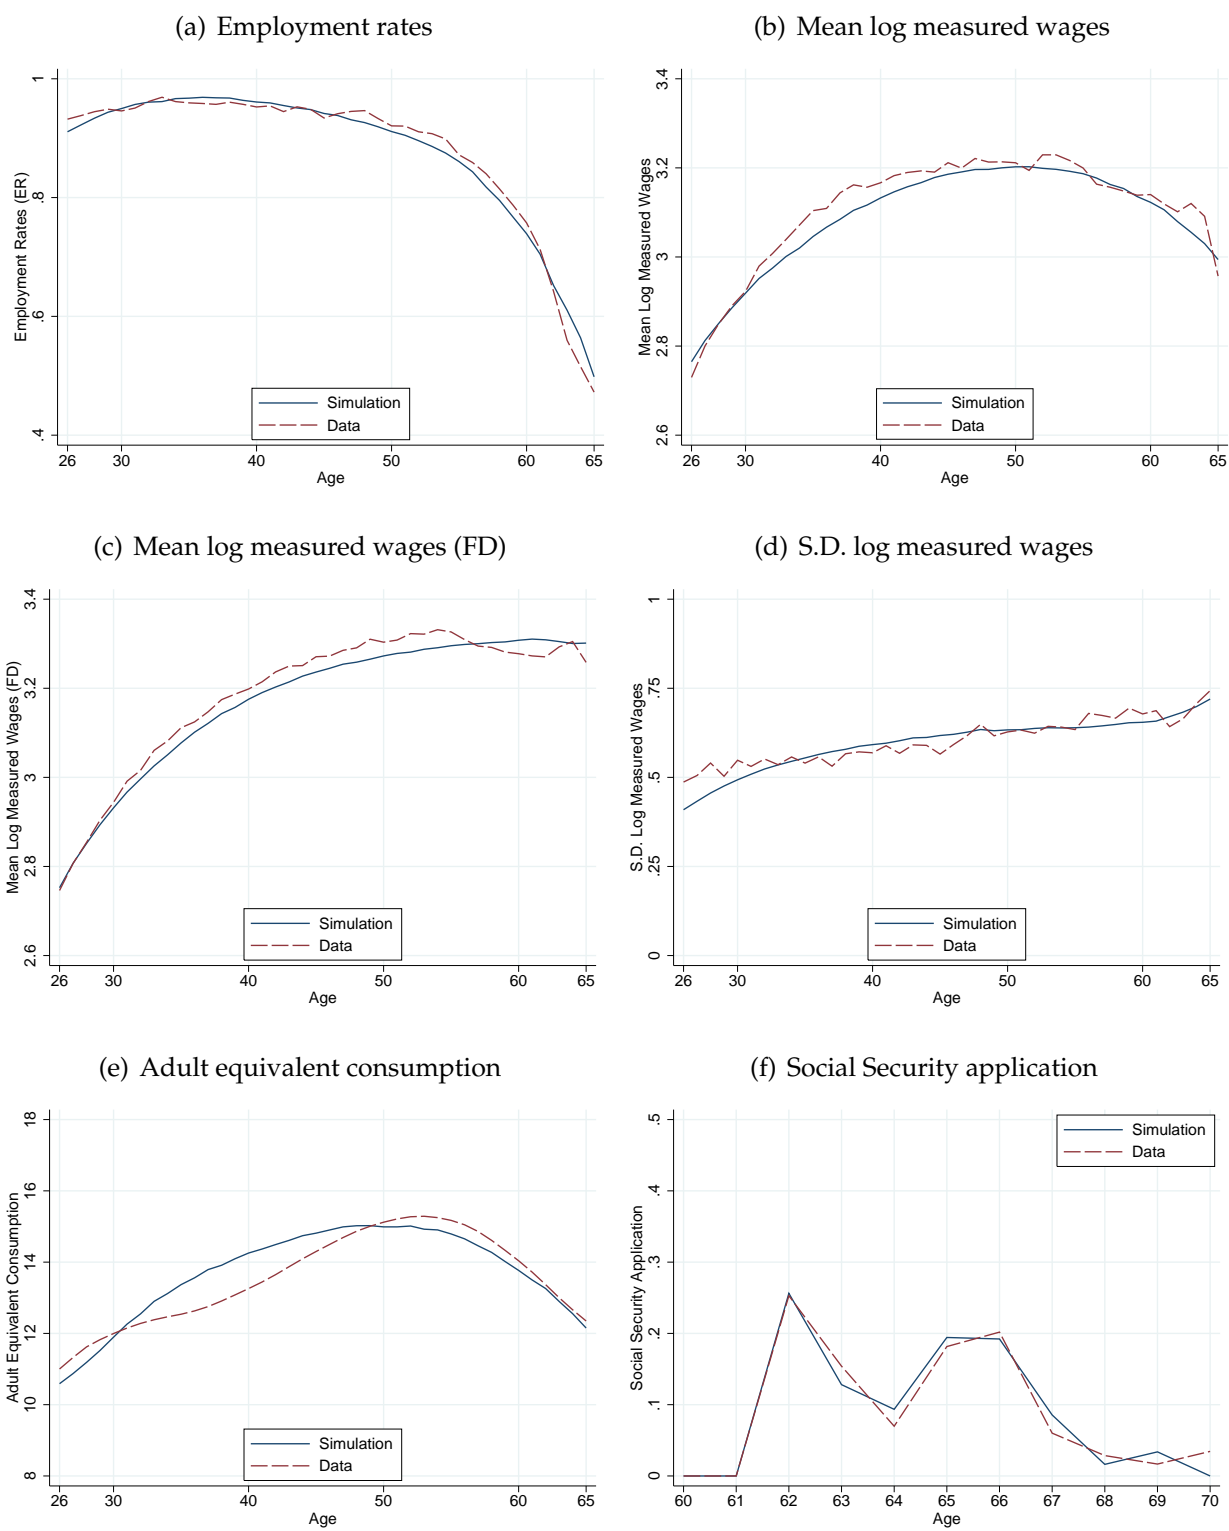 (a) Employment rates
Employment Rates (ER)
1
.8
.6
.4
Simulation
Data
26 30 40 50 60 65
Age
(b) Mean log measured wages
Mean Log Measured Wages
3.4
3.2
3
2.8
2.6
Simulation
Data
26 30 40 50 60 65
Age
(c) Mean log measured wages (FD)
Mean Log Measured Wages (FD)
3.4
3.2
3
2.8
2.6
Simulation
Data
26 30 40 50 60 65
Age
(d) S.D. log measured wages
S.D. Log Measured Wages
1
.75
.5
.25
0
Simulation
Data
26 30 40 50 60 65
Age
(e) Adult equivalent consumption
Adult Equivalent Consumption
18
16
14
12
10
8
Simulation
Data
26 30 40 50 60 65
Age
(f) Social Security application
Social Security Application
.5
.4
.3
.2
.1
0
Simulation
Data
60 61 62 63 64 65 66 67 68 69 70
Age